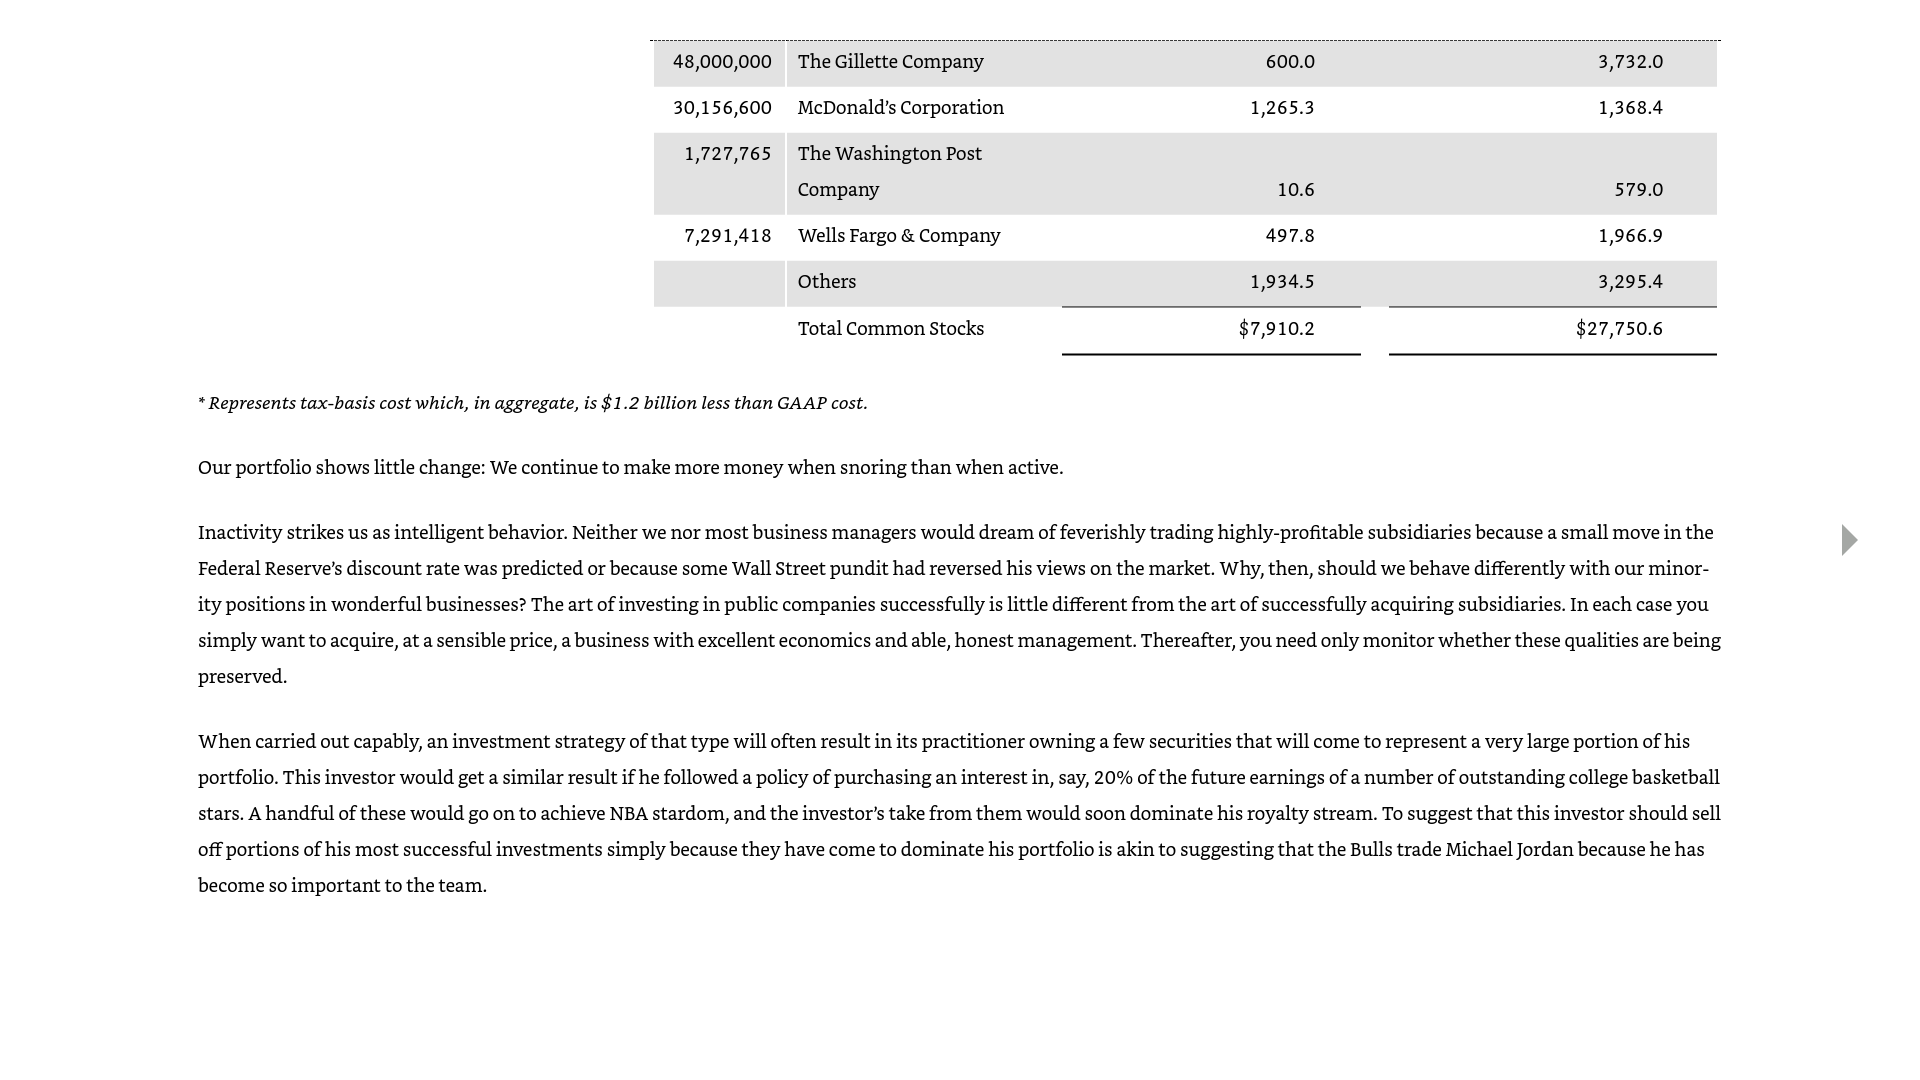 48,000,000 The Gillette Company 600.0 3,732.0
30,156,600 McDonald’s Corporation 1,265.3 1,368.4
1,727,765 The Washington Post
Company 10.6 579.0
7,291,418 Wells Fargo & Company 497.8 1,966.9
Others 1,934.5 3,295.4
Total Common Stocks $7,910.2 $27,750.6
* Represents tax-basis cost which, in aggregate, is $1.2 billion less than GAAP cost.
Our portfolio shows little change: We continue to make more money when snoring than when active.
Inactivity strikes us as intelligent behavior. Neither we nor most business managers would dream of feverishly trading highly-profitable subsidiaries because a small move in the
Federal Reserve’s discount rate was predicted or because some Wall Street pundit had reversed his views on the market. Why, then, should we behave differently with our minor-
ity positions in wonderful businesses? The art of investing in public companies successfully is little different from the art of successfully acquiring subsidiaries. In each case you
simply want to acquire, at a sensible price, a business with excellent economics and able, honest management. Thereafter, you need only monitor whether these qualities are being
preserved.
When carried out capably, an investment strategy of that type will often result in its practitioner owning a few securities that will come to represent a very large portion of his
portfolio. This investor would get a similar result if he followed a policy of purchasing an interest in, say, 20% of the future earnings of a number of outstanding college basketball
stars. A handful of these would go on to achieve NBA stardom, and the investor’s take from them would soon dominate his royalty stream. To suggest that this investor should sell
off portions of his most successful investments simply because they have come to dominate his portfolio is akin to suggesting that the Bulls trade Michael Jordan because he has
become so important to the team.